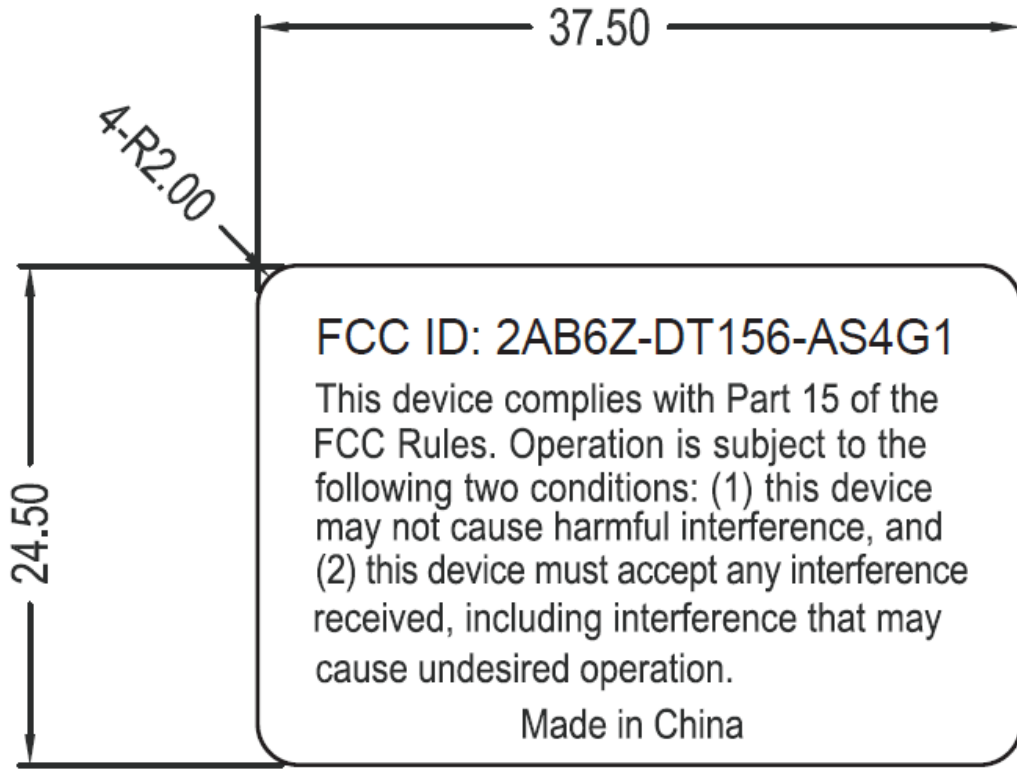 37.50
4-R2.00
24.50
FCC ID: 2AB6Z-DT156-AS4G1
This device complies with Part 15 of the
FCC Rules. Operation is subject to the
following two conditions: (1) this device
may not cause harmful interference, and
(2) this device must accept any interference
received, including interference that may
cause undesired operation.
Made in China